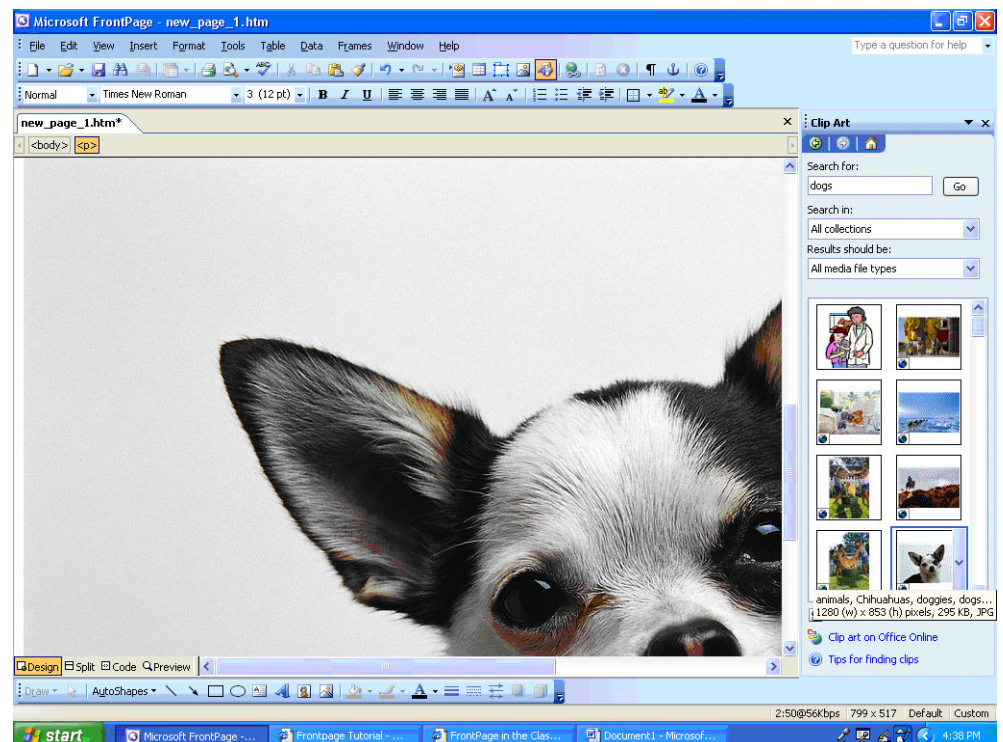 Microsoft FrontPage - new_page_1.htm
File Edit View Insert Format Tools Table Data Frames Window Help
Type a question for help
Normal Times New Roman 3 (12 pt) B I U A A A
new_page_1.htm*
<body> <p>
Clip Art
Search for:
dogs Go
Search in:
All collections
Results should be:
All media file types
animals, Chihuahuas, doggies, dogs...
1280 (w) x 853 (h) pixels, 295 KB, JPG
Clip art on Office Online
Tips for finding clips
Design Split Code Preview
Draw AutoShapes A
2:50@56Kbps 799 x 517 Default Custom
start Microsoft FrontPage -... Frontpage Tutorial - ... FrontPage in the Clas... Document1 - Microsof... 4:38 PM